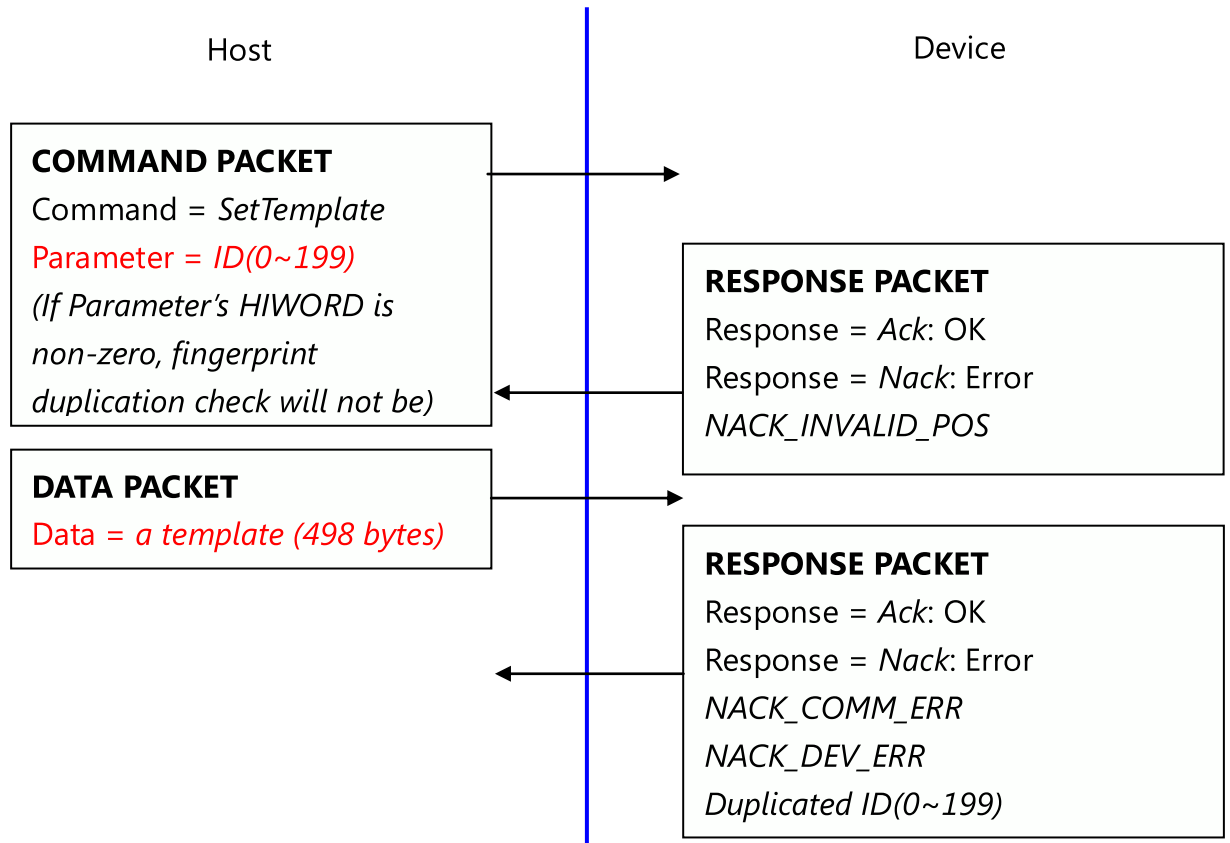 Host
Device
COMMAND PACKET
Command = SetTemplate
Parameter = ID(0~199)
(If Parameter’s HIWORD is
non-zero, fingerprint
duplication check will not be)
RESPONSE PACKET
Response = Ack: OK
Response = Nack: Error
NACK_INVALID_POS
DATA PACKET
Data = a template (498 bytes)
RESPONSE PACKET
Response = Ack: OK
Response = Nack: Error
NACK_COMM_ERR
NACK_DEV_ERR
Duplicated ID(0~199)